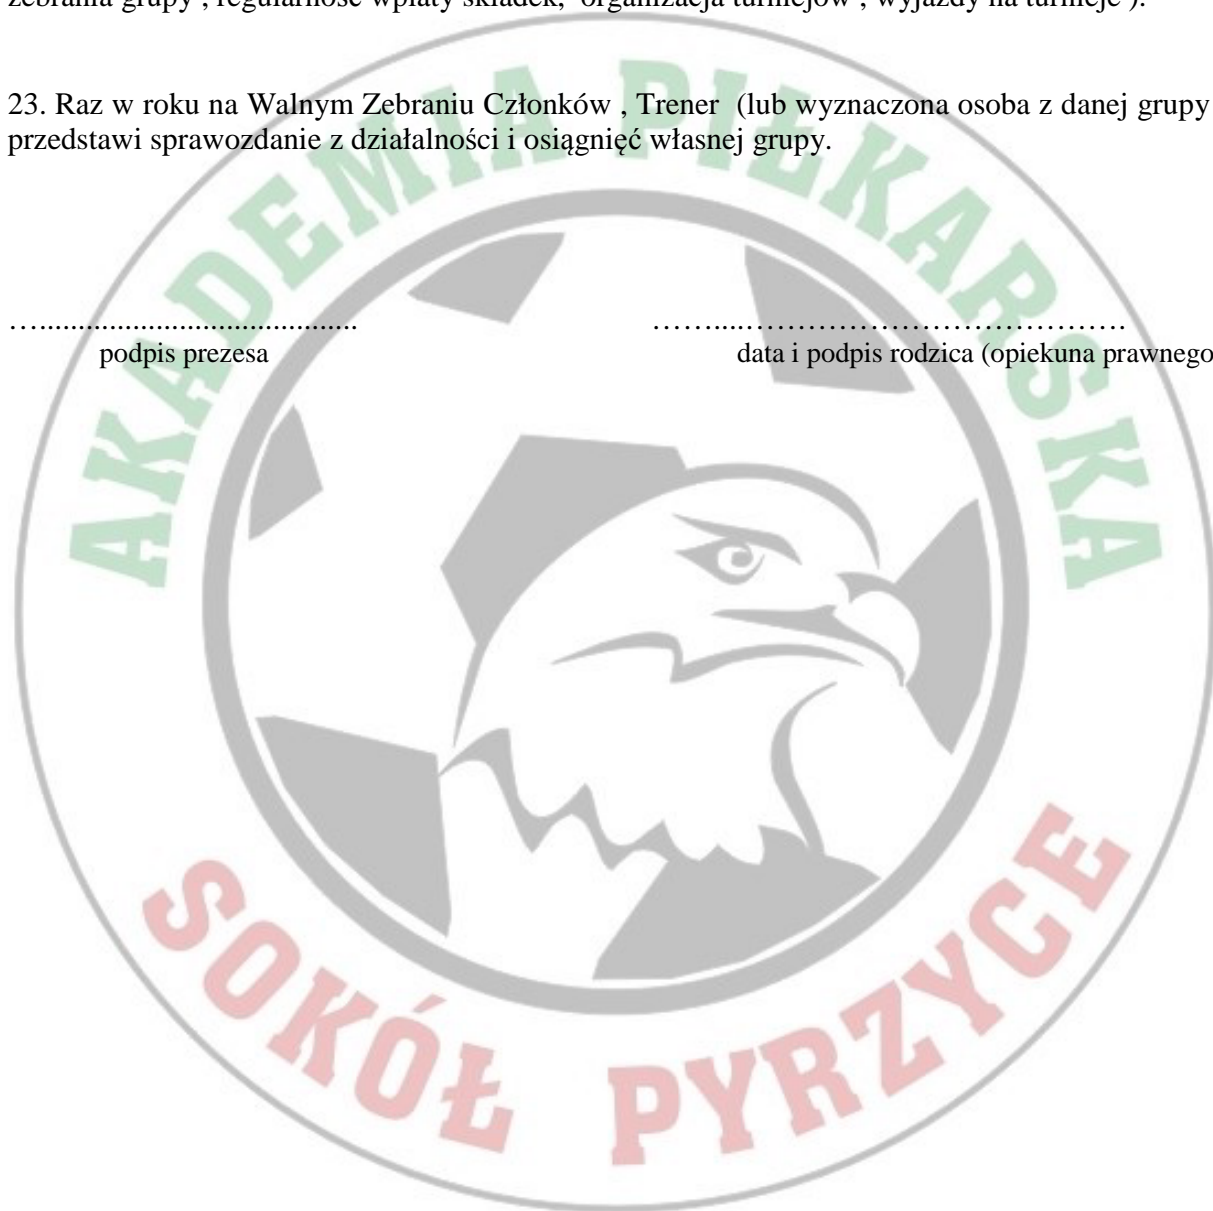 zebrania grupy , regularność wpłaty składek, organizacja turniejów , wyjazdy na turnieje ).
23. Raz w roku na Walnym Zebraniu Członków , Trener (lub wyznaczona osoba z danej grupy
przedstawi sprawozdanie z działalności i osiągnięć własnej grupy.
…......................................... ……....……………………………….
podpis prezesa data i podpis rodzica (opiekuna prawnego
AKADEMIA PIŁKARSKA
SOKÓŁ PYRZYCE